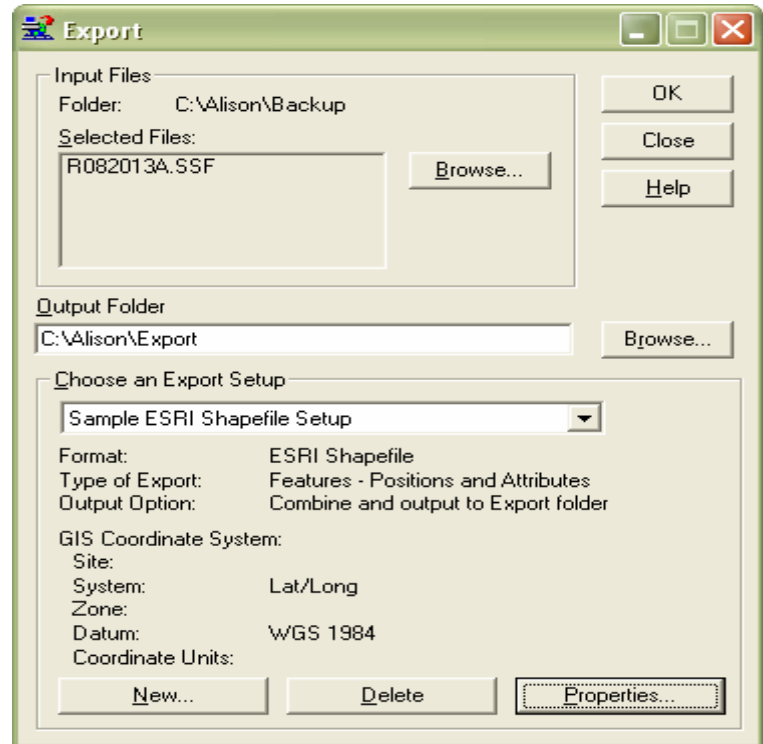 Export
Input Files
Folder: C:\Alison\Backup
Selected Files:
R082013A.SSF
Browse...
OK
Close
Help
Output Folder
C:\Alison\Export
Browse...
Choose an Export Setup
Sample ESRI Shapefile Setup
Format: ESRI Shapefile
Type of Export: Features - Positions and Attributes
Output Option: Combine and output to Export folder
GIS Coordinate System:
Site:
System: Lat/Long
Zone:
Datum: WGS 1984
Coordinate Units:
New... Delete Properties...